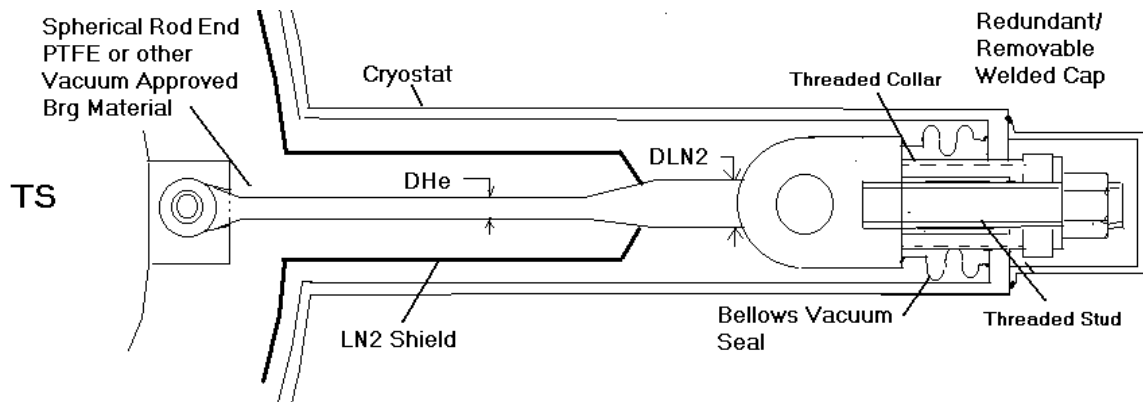 Spherical Rod End
PTFE or other
Vacuum Approved
Brg Material
Cryostat
Redundant/
Removable
Welded Cap
Threaded Collar
TS
DHe
DLN2
LN2 Shield
Bellows Vacuum
Seal
Threaded Stud